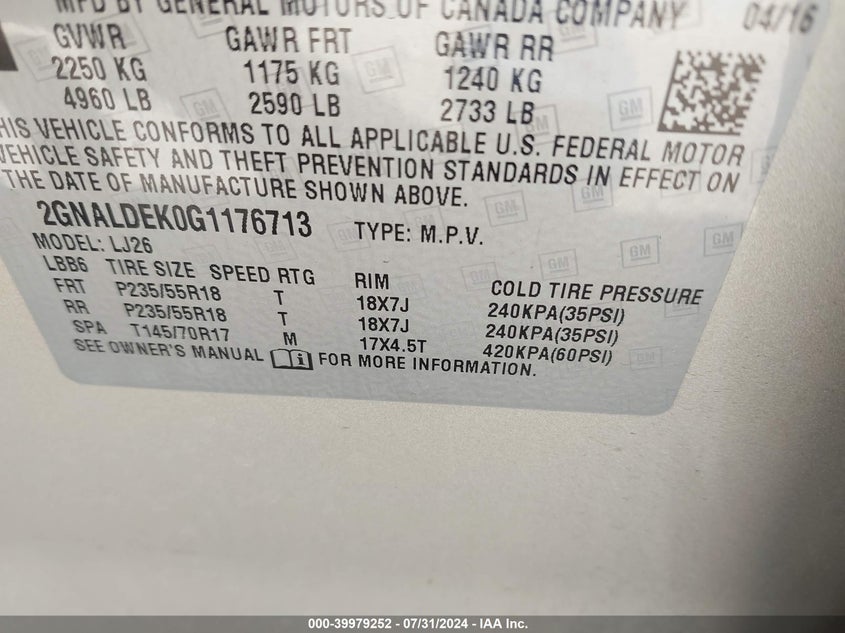 MFD BY GENERAL MOTORS OF CANADA COMPANY 04/16
GVWR GAWR FRT GAWR RR
2250 KG 1175 KG 1240 KG
4960 LB 2590 LB 2733 LB
HIS VEHICLE CONFORMS TO ALL APPLICABLE U.S. FEDERAL MOTOR
VEHICLE SAFETY AND THEFT PREVENTION STANDARDS IN EFFECT ON
THE DATE OF MANUFACTURE SHOWN ABOVE.
2GNALDEK0G1176713 TYPE: M.P.V.
MODEL: LJ26
LBB6 TIRE SIZE SPEED RTG RIM COLD TIRE PRESSURE
FRT P235/55R18 T 18X7J 240KPA(35PSI)
RR P235/55R18 T 18X7J 240KPA(35PSI)
SPA T145/70R17 M 17X4.5T 420KPA(60PSI)
SEE OWNER'S MANUAL FOR MORE INFORMATION.
000-39979252 - 07/31/2024 - IAA Inc.